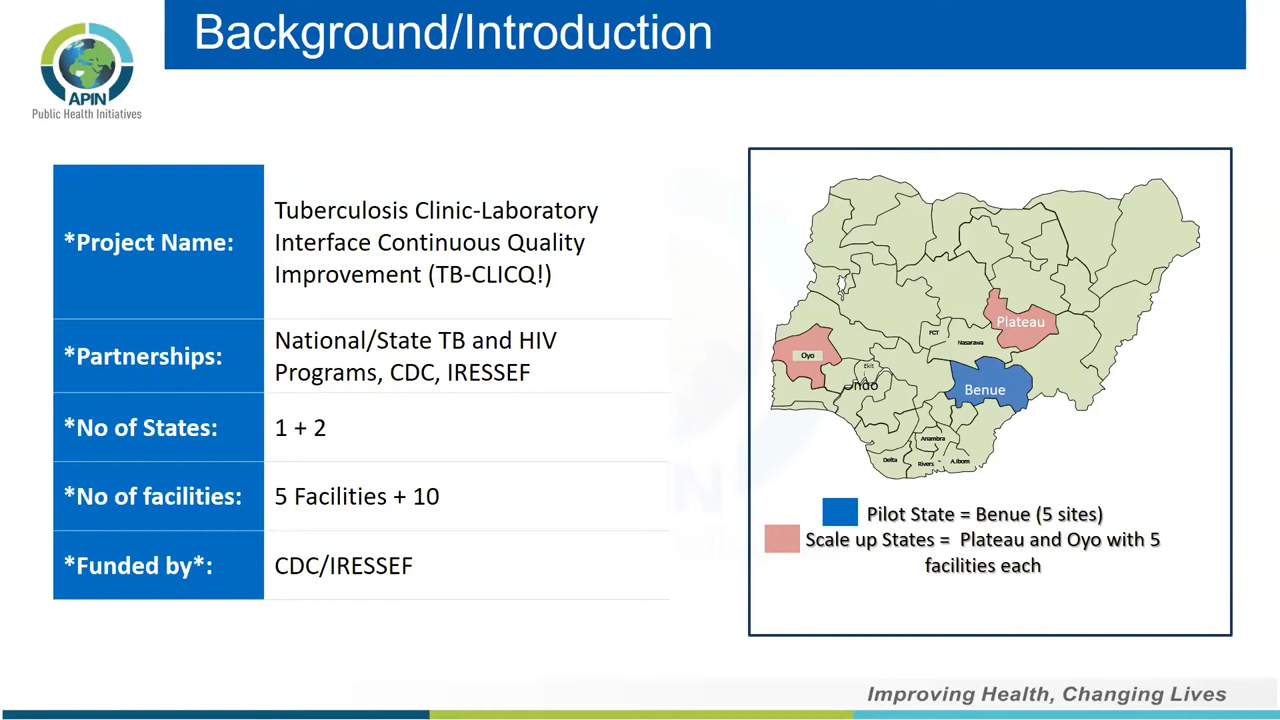 Background/Introduction
APIN
Public Health Initiatives
*Project Name:
Tuberculosis Clinic-Laboratory
Interface Continuous Quality
Improvement (TB-CLICQ!)
*Partnerships:
National/State TB and HIV
Programs, CDC, IRESSEF
*No of States:
1 + 2
*No of facilities:
5 Facilities + 10
*Funded by*:
CDC/IRESSEF
Plateau
FCT
Nasarawa
Oyo
Ekit
Ondo
Benue
Anambra
Delta
Rivers
A.Ibom
Pilot State = Benue (5 sites)
Scale up States = Plateau and Oyo with 5
facilities each
Improving Health, Changing Lives